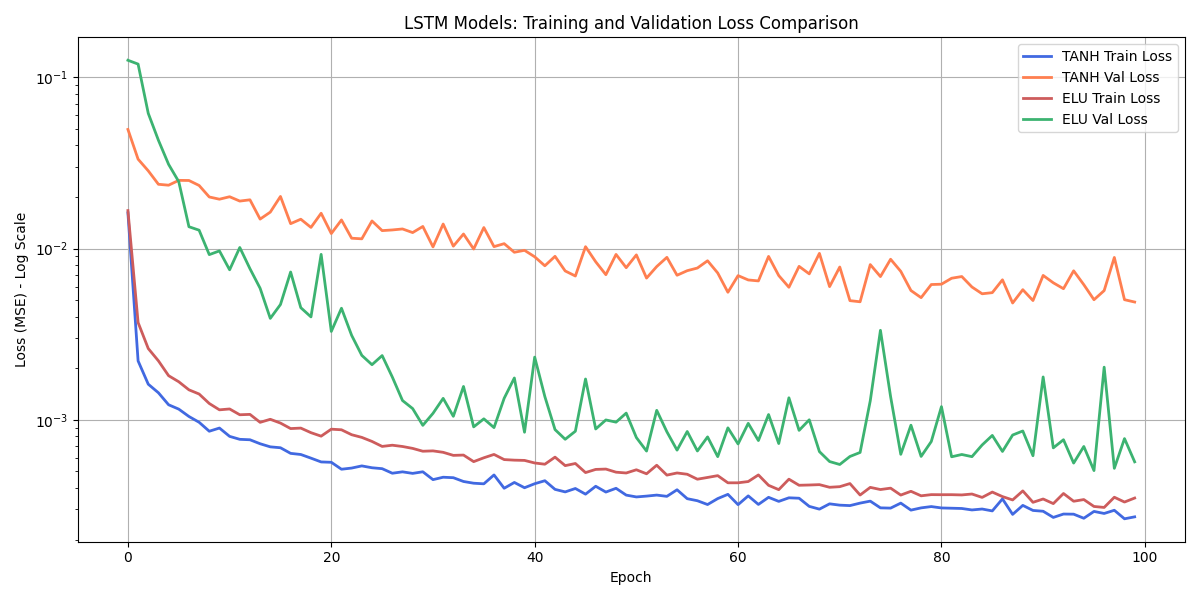 LSTM Models: Training and Validation Loss Comparison
TANH Train Loss
TANH Val Loss
ELU Train Loss
ELU Val Loss
Loss (MSE) - Log Scale
10⁻¹
10⁻²
10⁻³
0 20 40 60 80 100
Epoch